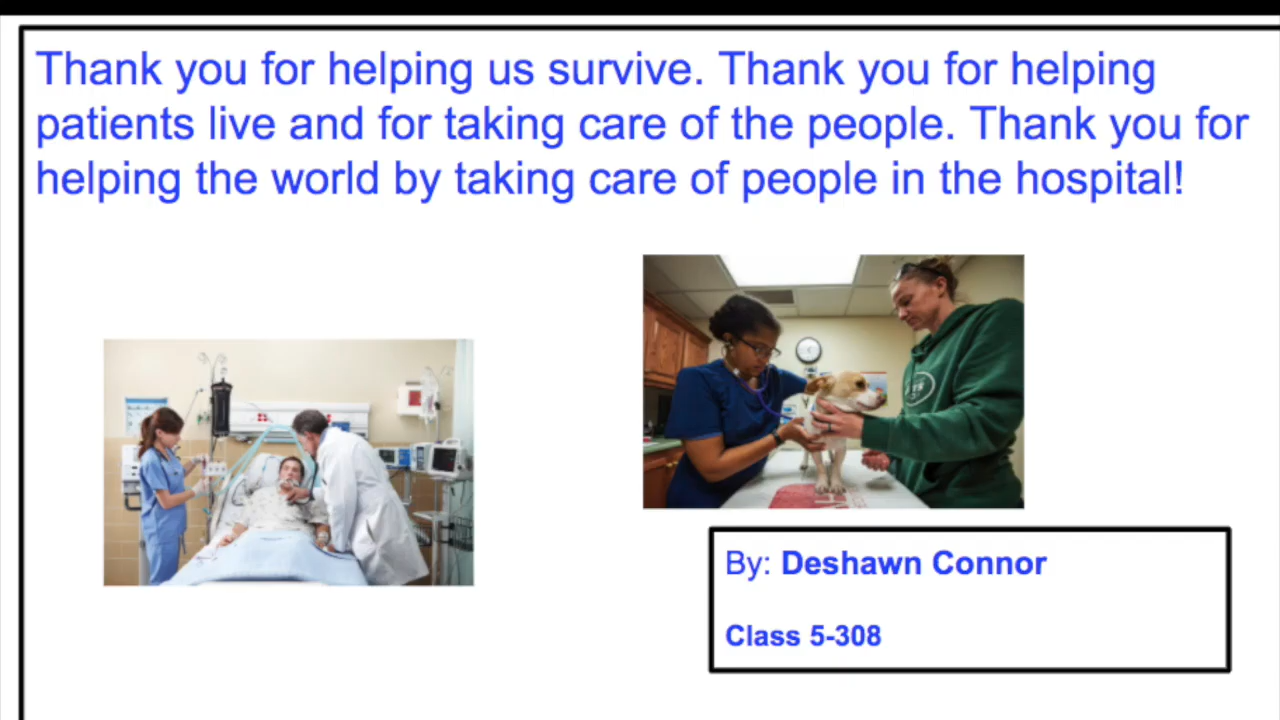 Thank you for helping us survive. Thank you for helping
patients live and for taking care of the people. Thank you for
helping the world by taking care of people in the hospital!
By: Deshawn Connor
Class 5-308